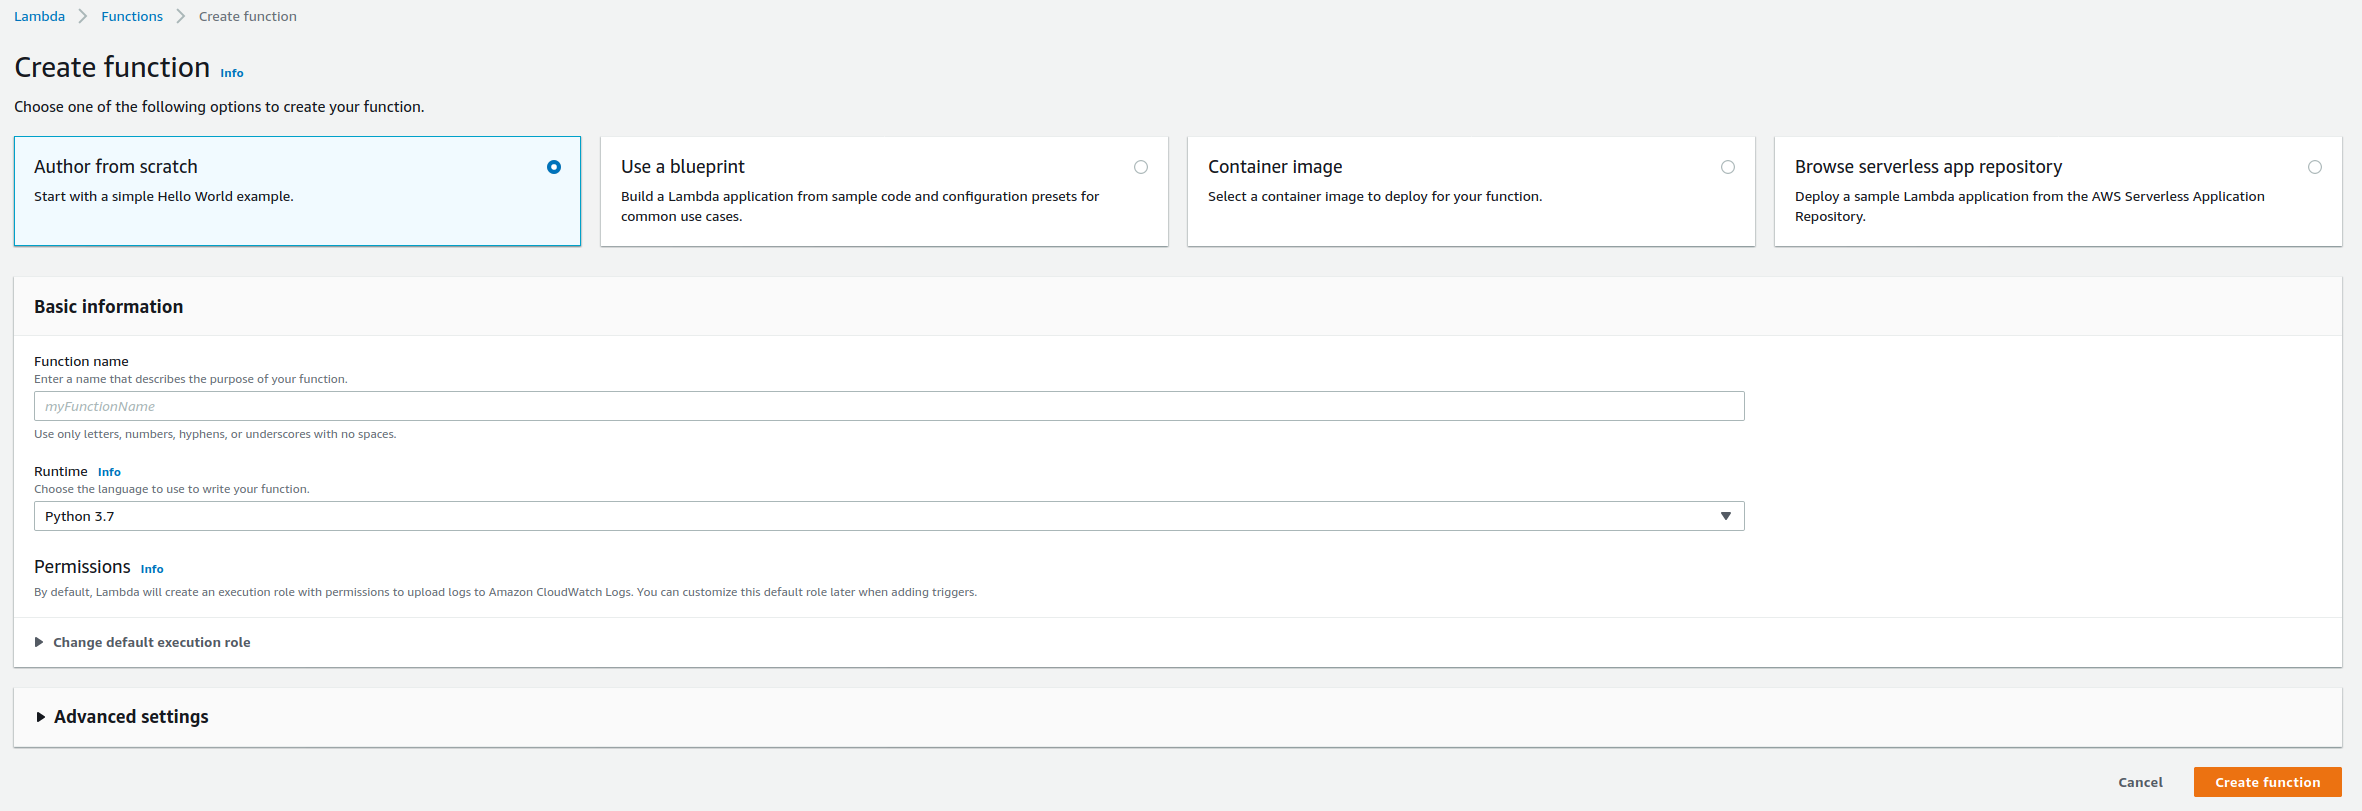 Lambda > Functions > Create function
Create function Info
Choose one of the following options to create your function.
Author from scratch
Start with a simple Hello World example.
Use a blueprint
Build a Lambda application from sample code and configuration presets for
common use cases.
Container image
Select a container image to deploy for your function.
Browse serverless app repository
Deploy a sample Lambda application from the AWS Serverless Application
Repository.
Basic information
Function name
Enter a name that describes the purpose of your function.
myFunctionName
Use only letters, numbers, hyphens, or underscores with no spaces.
Runtime Info
Choose the language to use to write your function.
Python 3.7
Permissions Info
By default, Lambda will create an execution role with permissions to upload logs to Amazon CloudWatch Logs. You can customize this default role later when adding triggers.
Change default execution role
Advanced settings
Cancel Create function